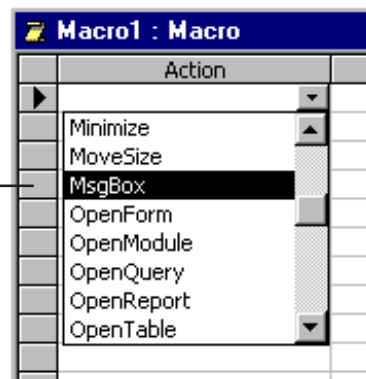 Macro1 : Macro
Action
Minimize
MoveSize
MsgBox
OpenForm
OpenModule
OpenQuery
OpenReport
OpenTable